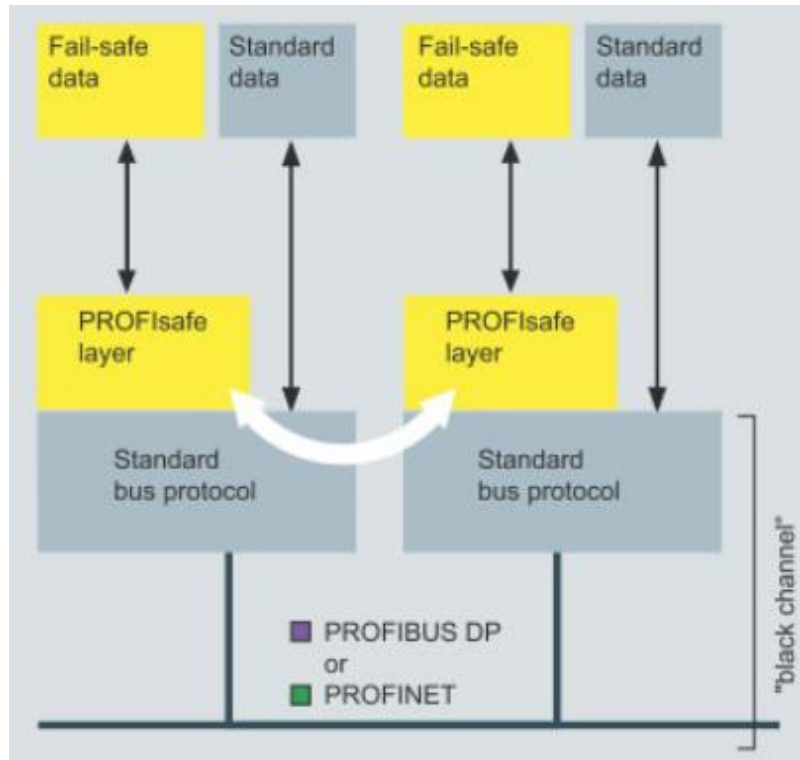 Fail-safe
data
Standard
data
Fail-safe
data
Standard
data
PROFIsafe
layer
PROFIsafe
layer
Standard
bus protocol
Standard
bus protocol
PROFIBUS DP
or
PROFINET
"black channel"